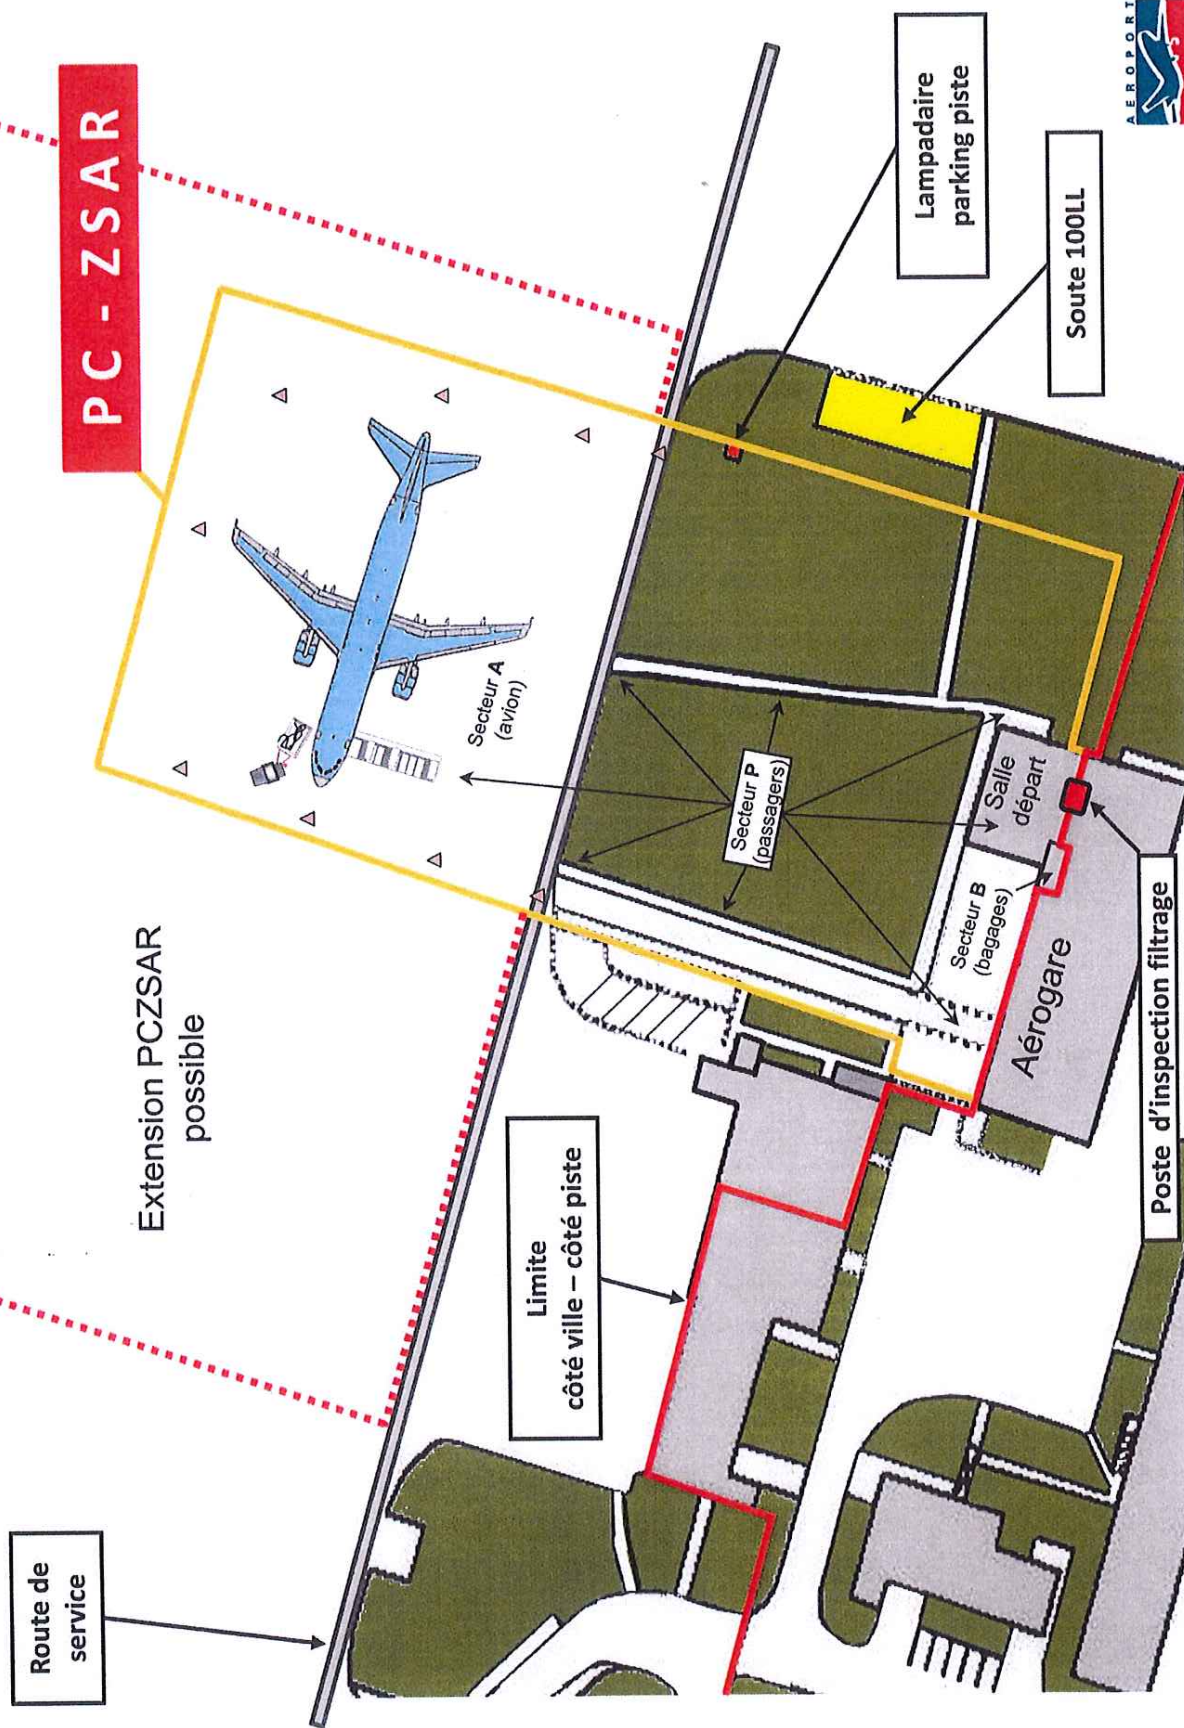 PC - ZSAR
Route de
service
Extension PCZSAR
possible
Secteur A
(avion)
Limite
côté ville – côté piste
Secteur P
(passagers)
Lampadaire
parking piste
Soute 100LL
Salle
départ
Secteur B
(bagages)
Aérogare
Poste d'inspection filtrage
AEROPORT